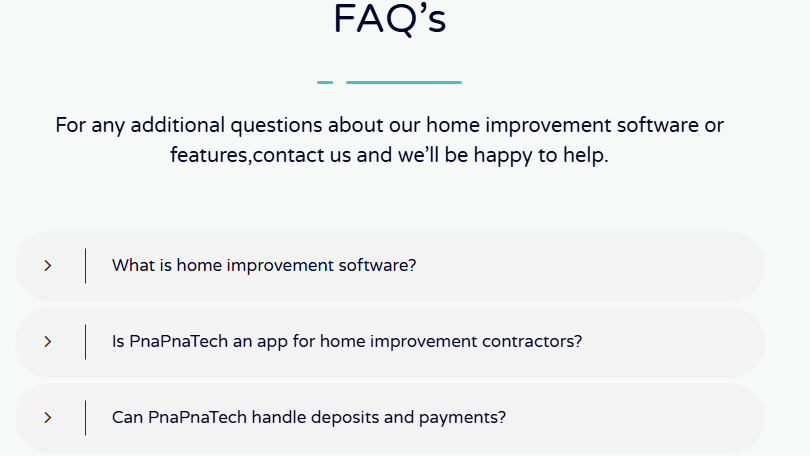 FAQ’s
For any additional questions about our home improvement software or
features,contact us and we’ll be happy to help.
What is home improvement software?
Is PnaPnaTech an app for home improvement contractors?
Can PnaPnaTech handle deposits and payments?